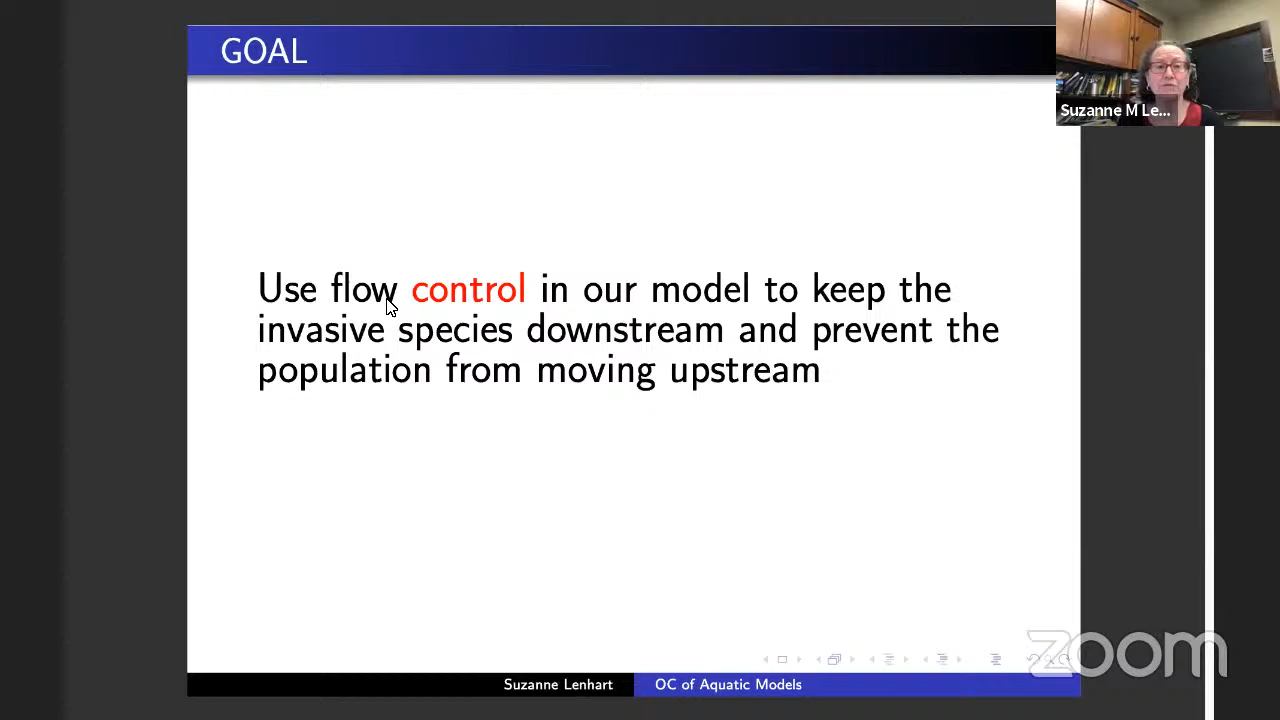 GOAL
Suzanne M Le...
Use flow control in our model to keep the
invasive species downstream and prevent the
population from moving upstream
zoom
Suzanne Lenhart
OC of Aquatic Models